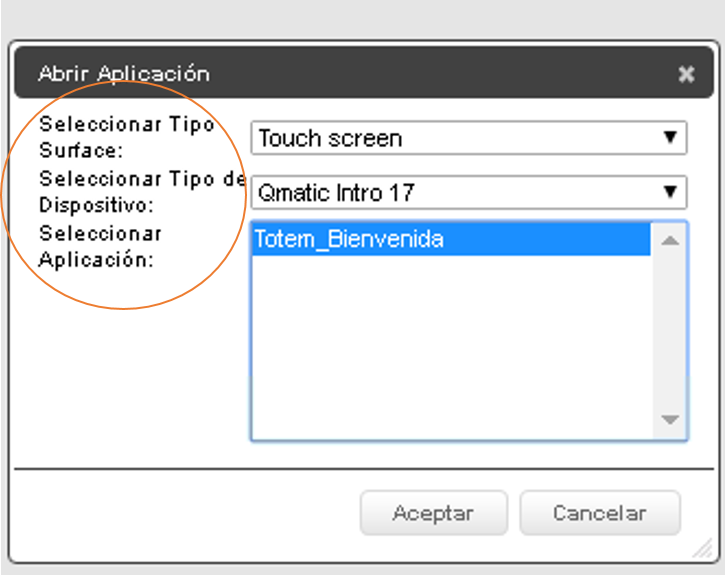 Abrir Aplicación
Seleccionar Tipo
Surface:
Touch screen
Seleccionar Tipo de
Dispositivo:
Qmatic Intro 17
Seleccionar
Aplicación:
Totem_Bienvenida
Aceptar
Cancelar